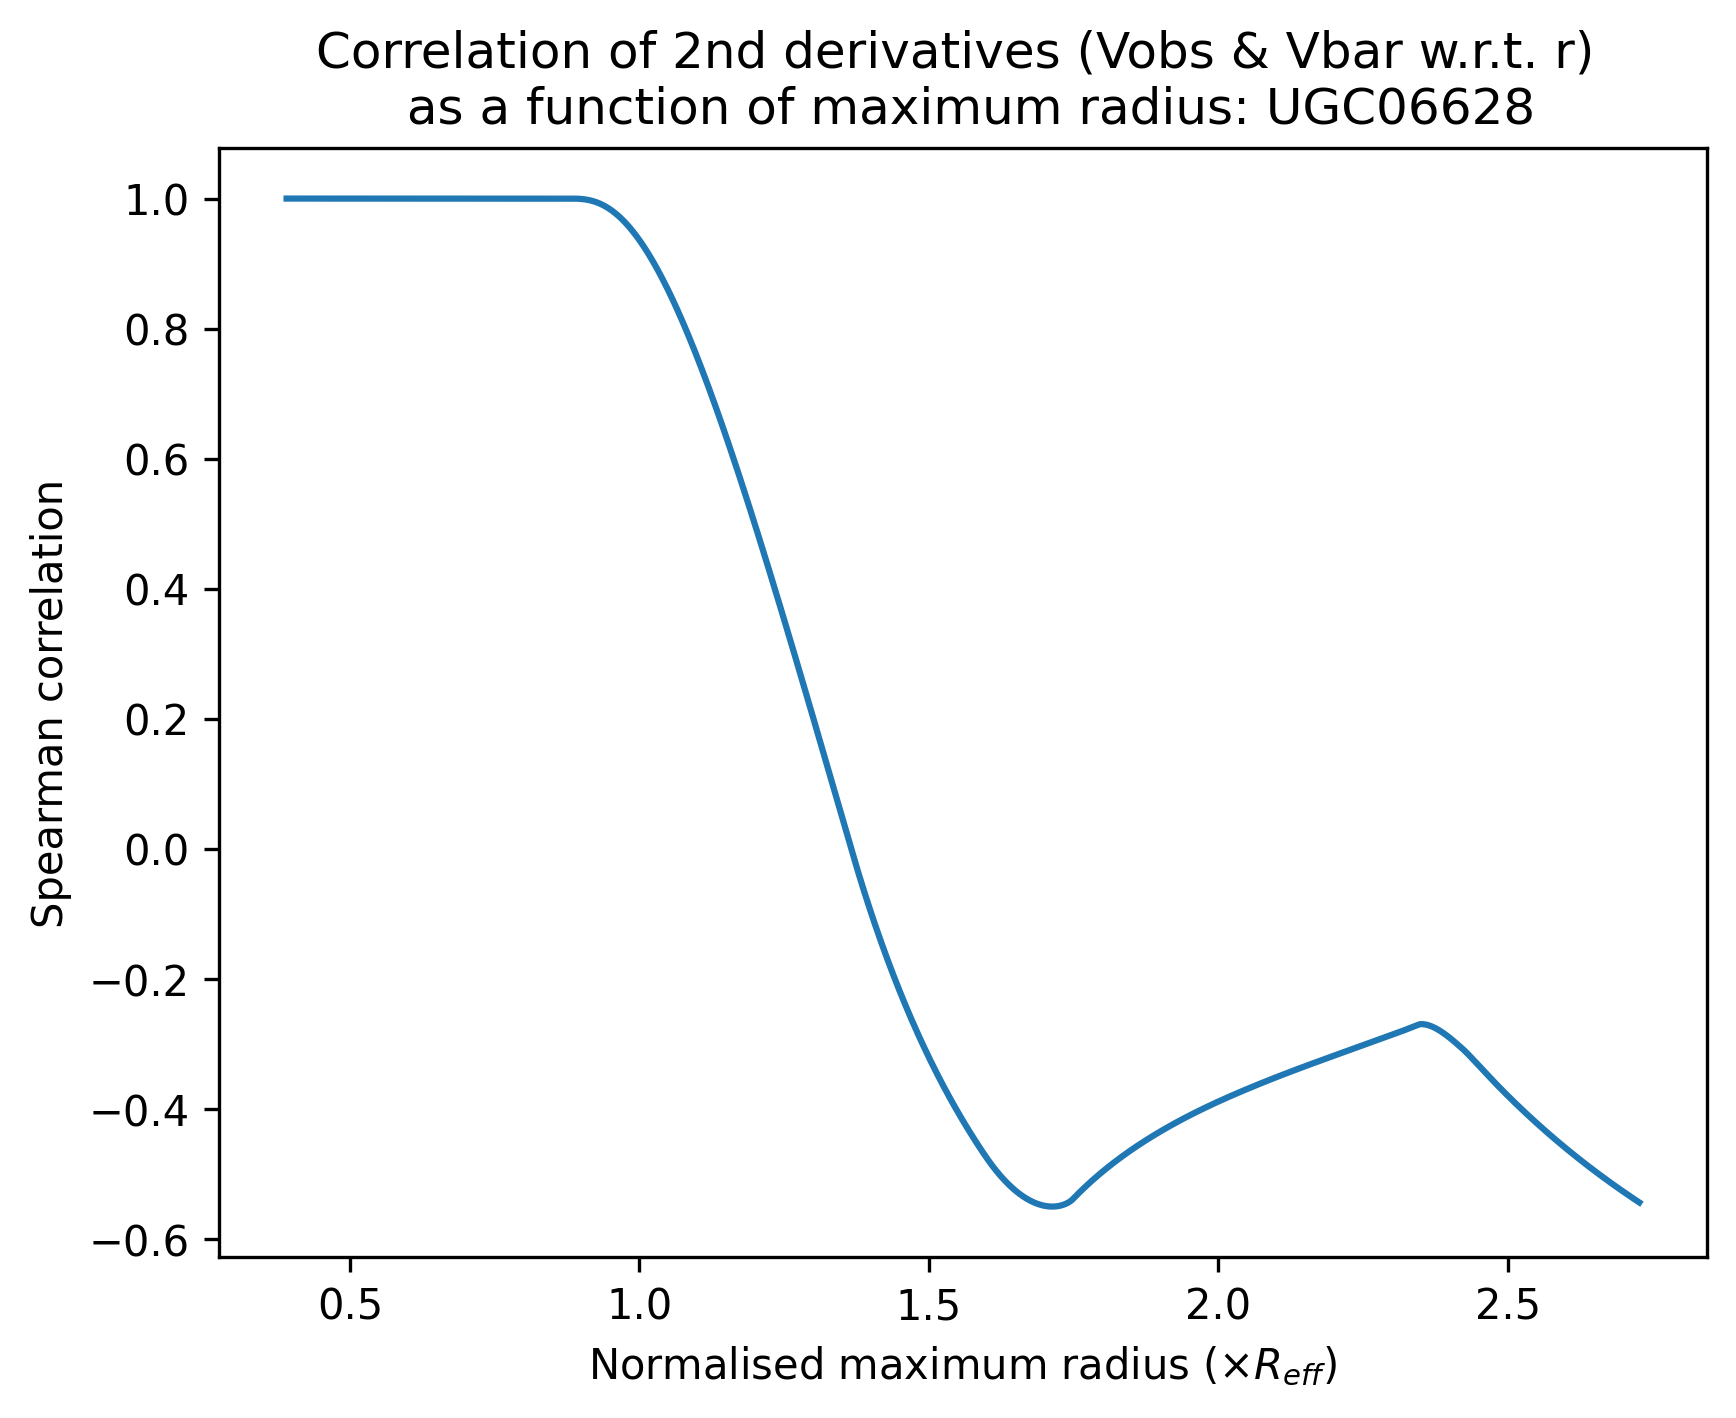 Correlation of 2nd derivatives (Vobs & Vbar w.r.t. r)
as a function of maximum radius: UGC06628
Spearman correlation
1.0
0.8
0.6
0.4
0.2
0.0
−0.2
−0.4
−0.6
0.5 1.0 1.5 2.0 2.5
Normalised maximum radius (×R_eff)